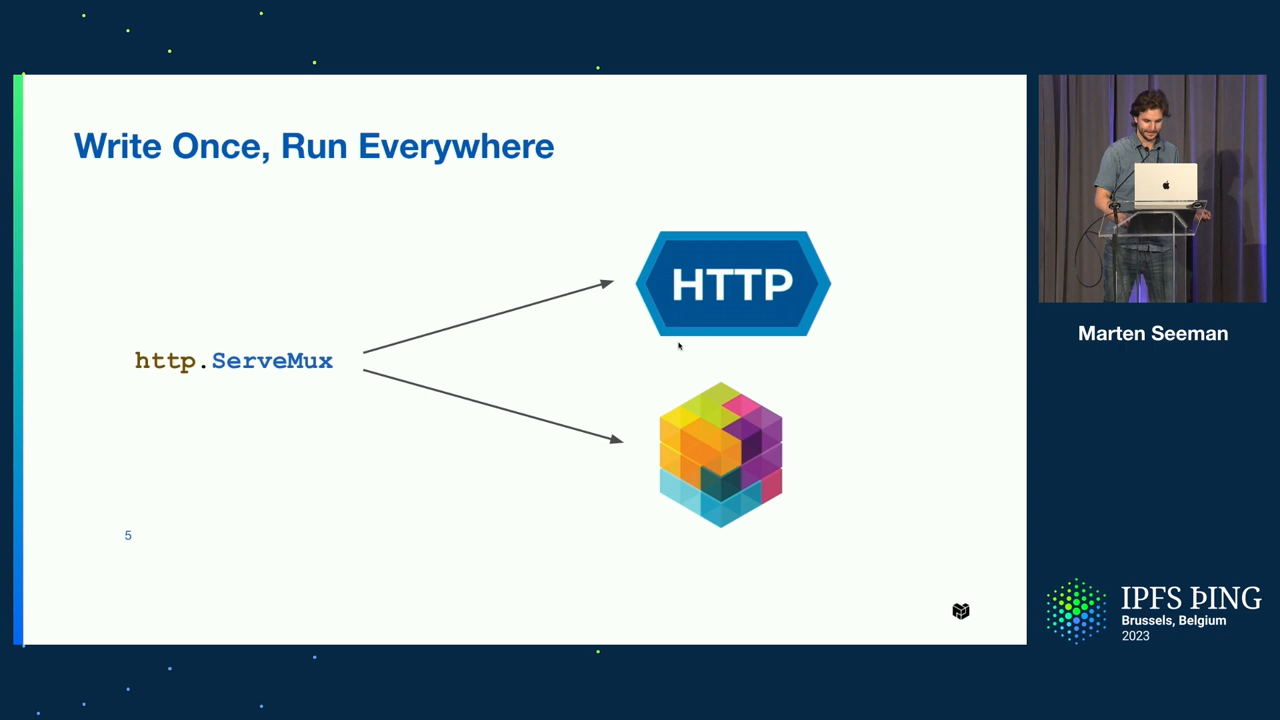 Write Once, Run Everywhere
HTTP
http.ServeMux
5
Marten Seeman
IPFS ÞING
Brussels, Belgium
2023